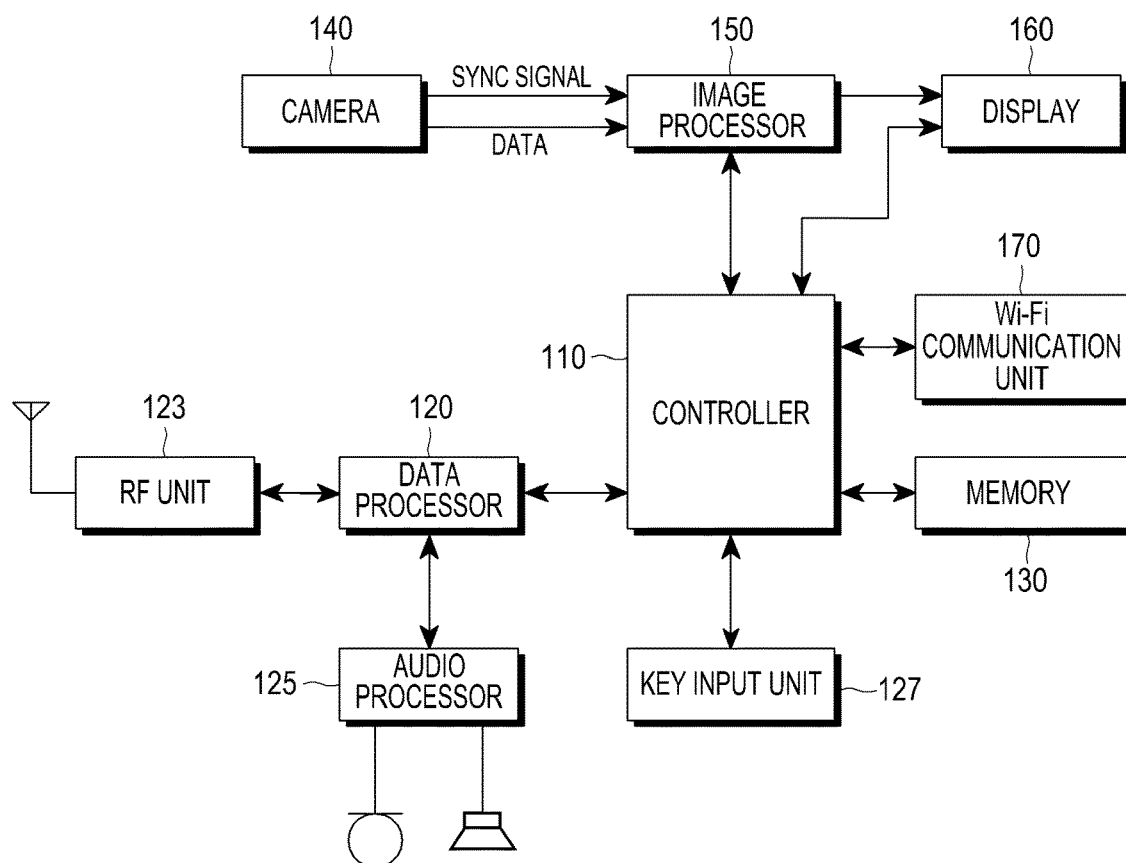 140
150
160
CAMERA
SYNC SIGNAL
DATA
IMAGE
PROCESSOR
DISPLAY
170
Wi-Fi
COMMUNICATION
UNIT
110
CONTROLLER
123
120
RF UNIT
DATA
PROCESSOR
MEMORY
130
125
AUDIO
PROCESSOR
KEY INPUT UNIT
127